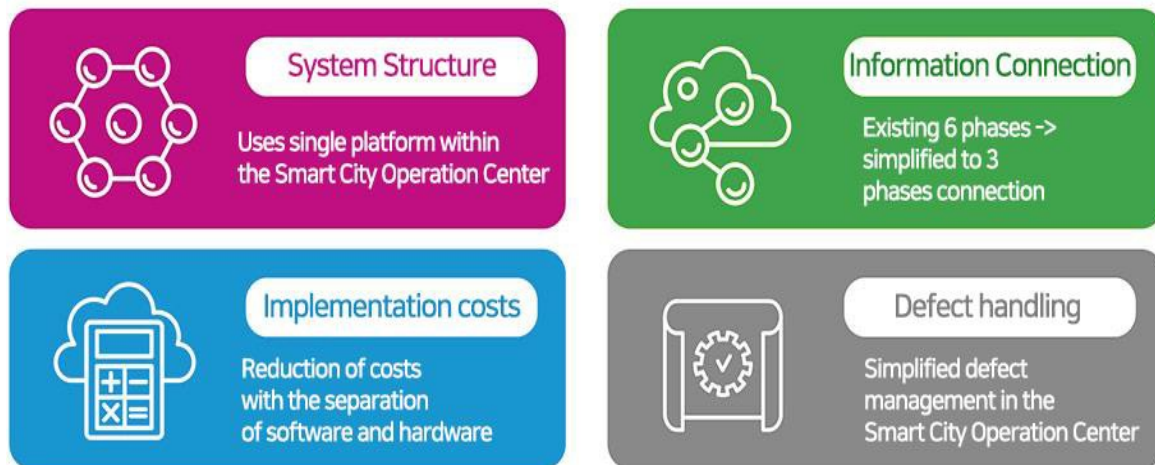 System Structure
Uses single platform within
the Smart City Operation Center
Information Connection
Existing 6 phases ->
simplified to 3
phases connection
Implementation costs
Reduction of costs
with the separation
of software and hardware
Defect handling
Simplified defect
management in the
Smart City Operation Center